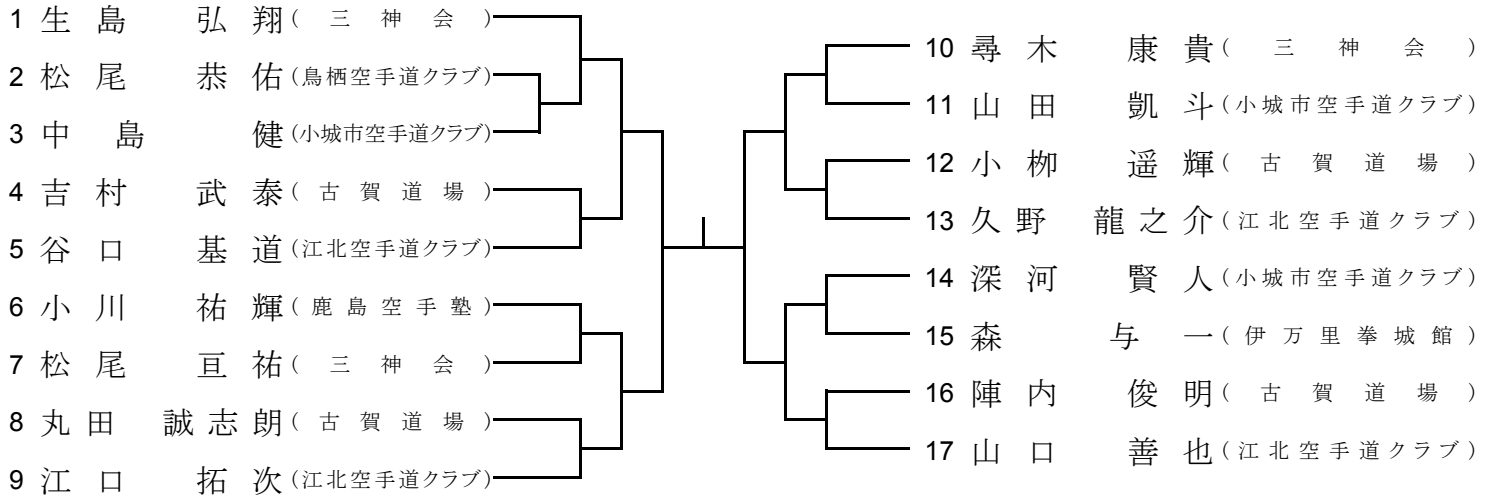 1 生島 弘翔(三神会)
2 松尾 恭佑(鳥栖空手道クラブ)
3 中島 健(小城市空手道クラブ)
4 吉村 武泰(古賀道場)
5 谷口 基道(江北空手道クラブ)
6 小川 祐輝(鹿島空手塾)
7 松尾 亘祐(三神会)
8 丸田 誠志朗(古賀道場)
9 江口 拓次(江北空手道クラブ)
10 尋木 康貴(三神会)
11 山田 凱斗(小城市空手道クラブ)
12 小栁 遥輝(古賀道場)
13 久野 龍之介(江北空手道クラブ)
14 深河 賢人(小城市空手道クラブ)
15 森 与一(伊万里拳城館)
16 陣内 俊明(古賀道場)
17 山口 善也(江北空手道クラブ)